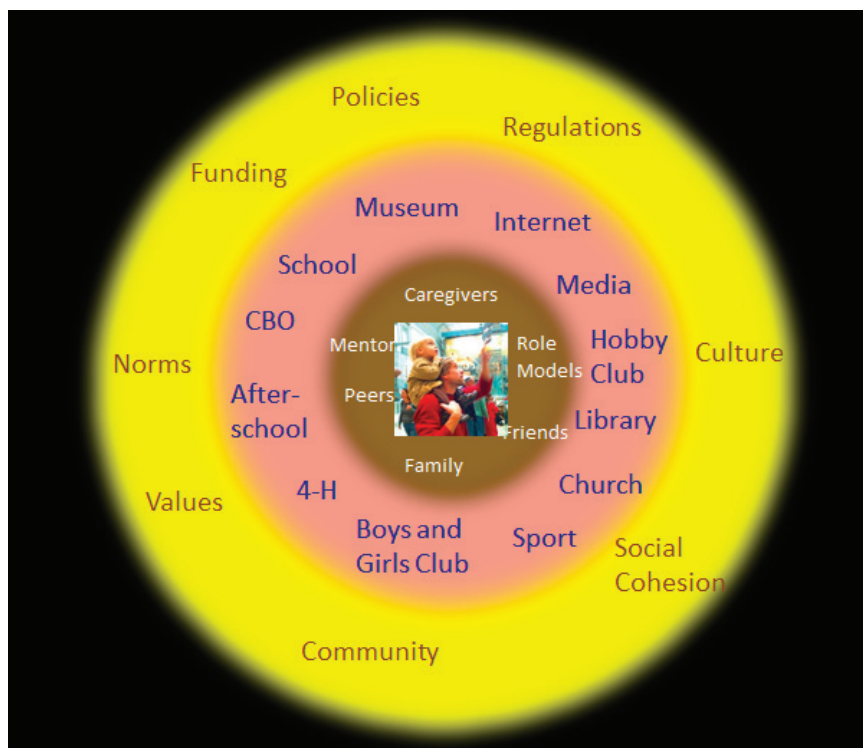 Policies
Regulations
Funding
Museum
Internet
School
Media
Caregivers
CBO
Mentor
Role
Models
Hobby
Club
Culture
Norms
Peers
After-
school
Library
Friends
Family
4-H
Church
Values
Boys and
Girls Club
Sport
Social
Cohesion
Community